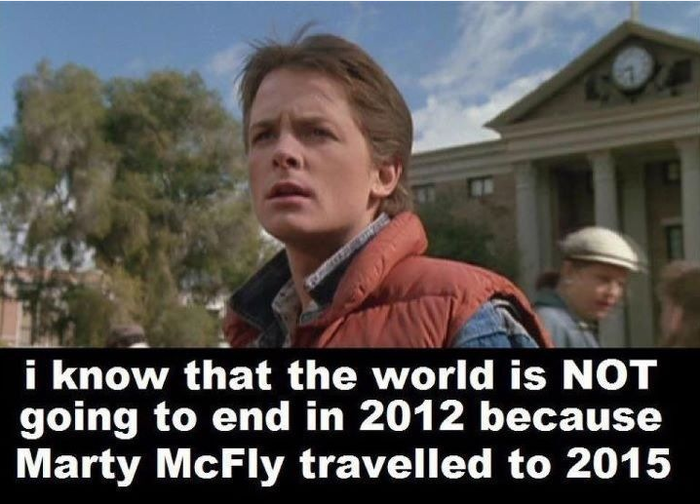 i know that the world is NOT
going to end in 2012 because
Marty McFly travelled to 2015